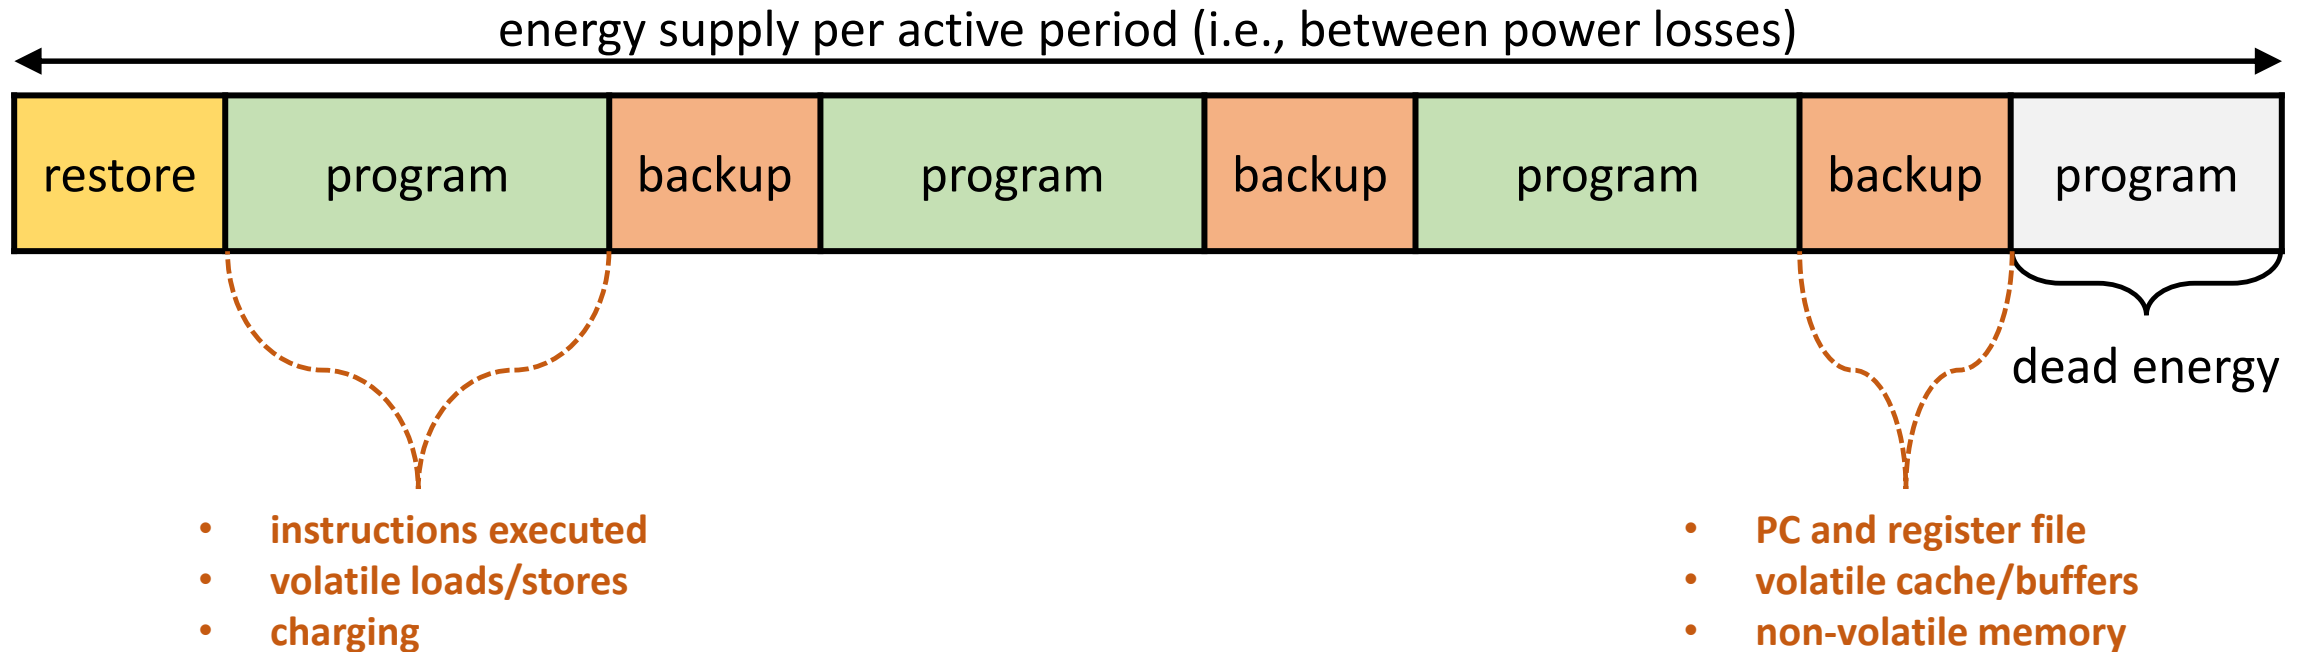 energy supply per active period (i.e., between power losses)
restore program backup program backup program backup program
dead energy
• instructions executed
• volatile loads/stores
• charging
• PC and register file
• volatile cache/buffers
• non-volatile memory